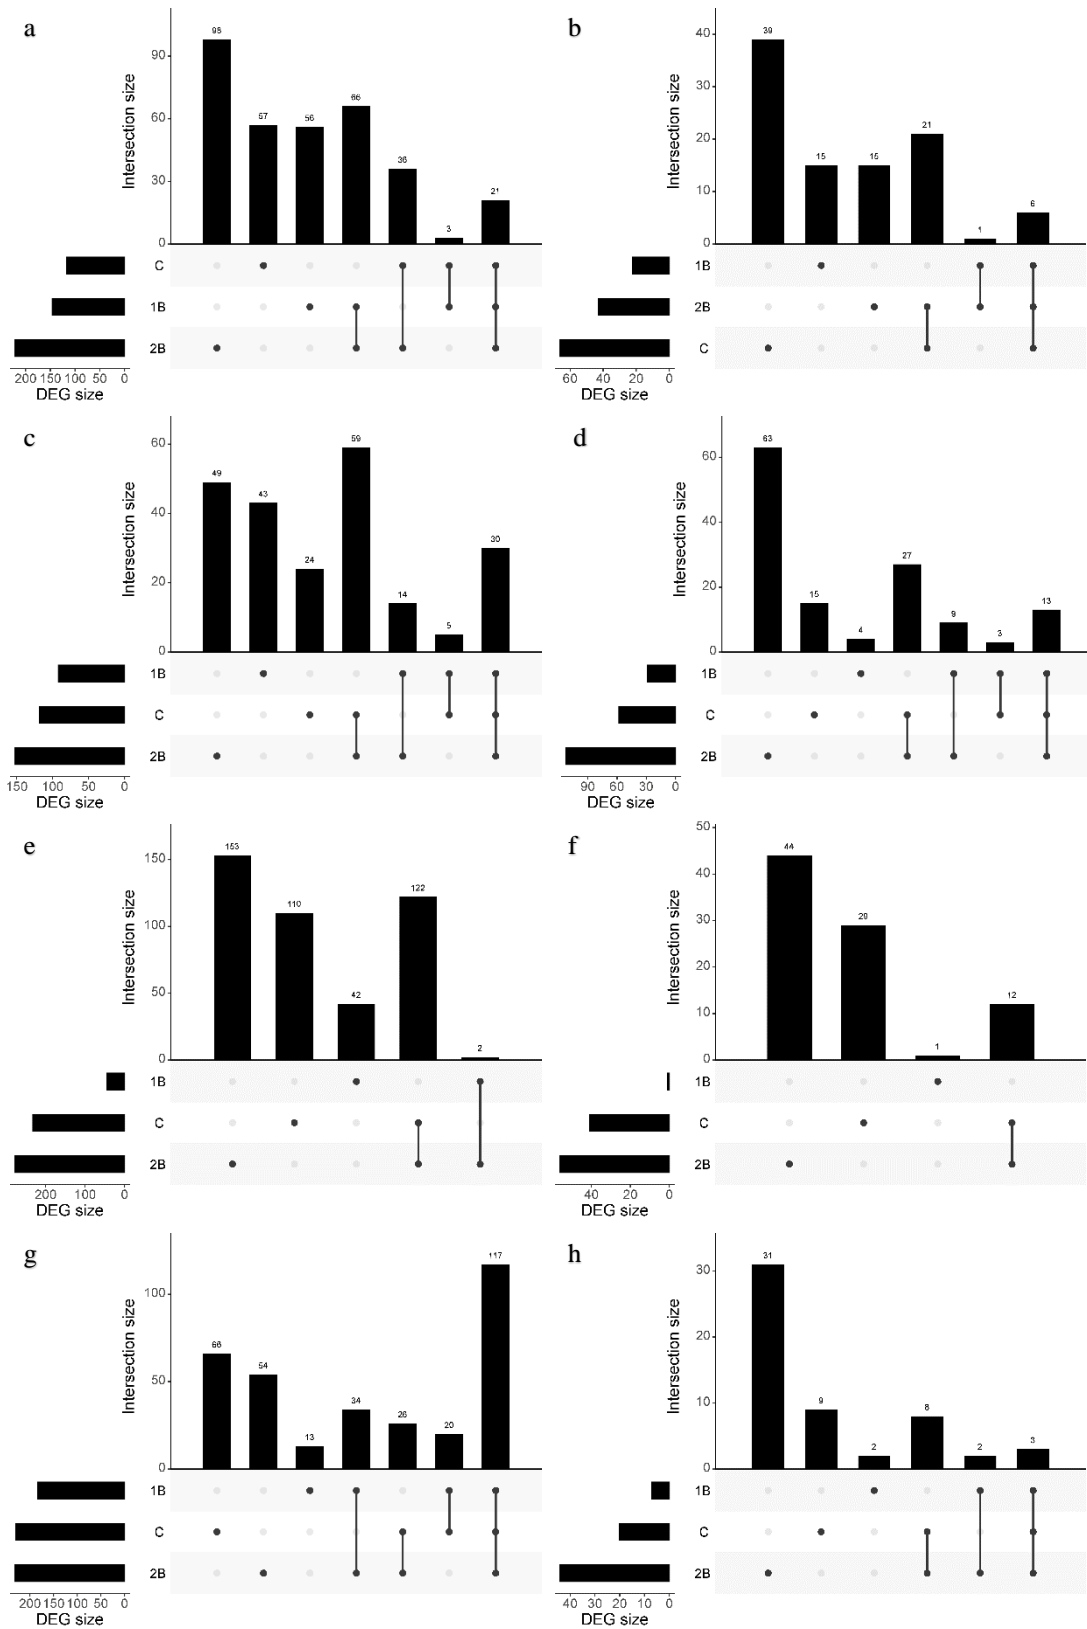 a
Intersection size
90
60
30
0
98
57
56
66
36
3
21
C
1B
2B
200 150 100 50 0
DEG size
b
Intersection size
40
30
20
10
0
39
15
15
21
1
6
1B
2B
C
60 40 20 0
DEG size
c
Intersection size
60
40
20
0
49
43
24
59
14
5
30
1B
C
2B
150 100 50 0
DEG size
d
Intersection size
60
40
20
0
63
15
4
27
9
3
13
1B
C
2B
90 60 30 0
DEG size
e
Intersection size
150
100
50
0
153
110
42
122
2
1B
C
2B
200 100 0
DEG size
f
Intersection size
50
40
30
20
10
0
44
29
1
12
1B
C
2B
40 20 0
DEG size
g
Intersection size
100
50
0
66
54
13
34
26
20
117
1B
C
2B
200 150 100 50 0
DEG size
h
Intersection size
30
20
10
0
31
9
2
8
2
3
1B
C
2B
40 30 20 10 0
DEG size